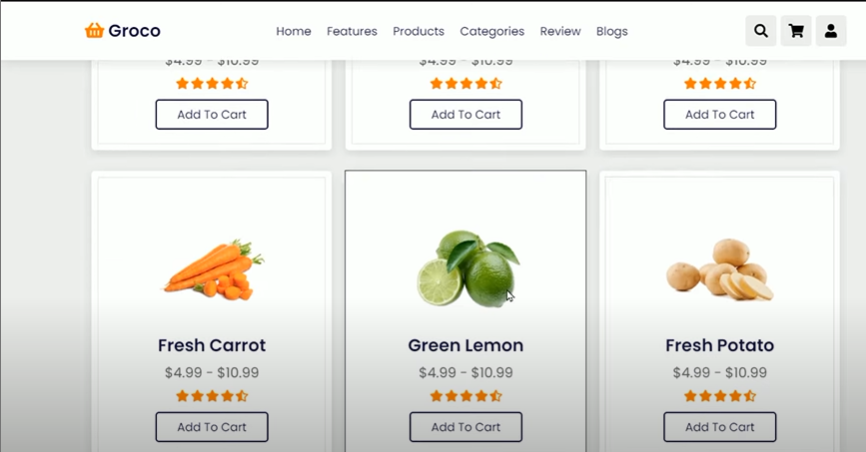 Groco
Home Features Products Categories Review Blogs
$4.99 - $10.99 $4.99 - $10.99 $4.99 - $10.99
Add To Cart Add To Cart Add To Cart
Fresh Carrot Green Lemon Fresh Potato
$4.99 - $10.99 $4.99 - $10.99 $4.99 - $10.99
Add To Cart Add To Cart Add To Cart